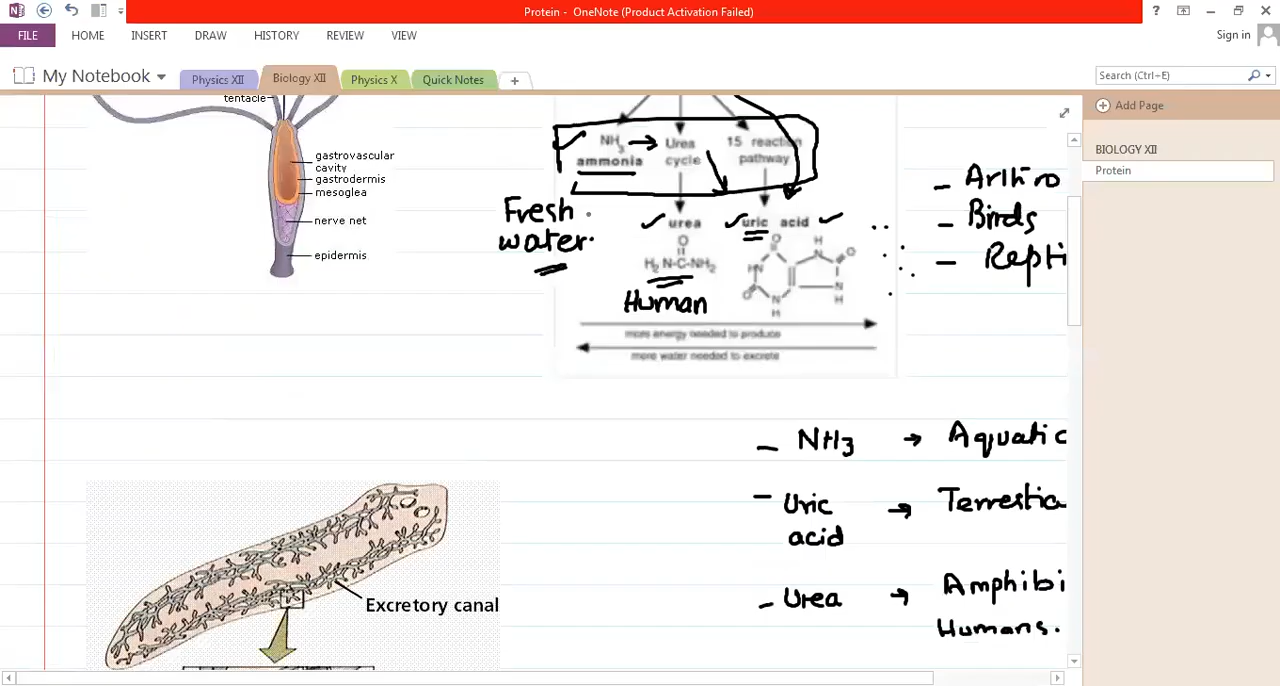 Protein - OneNote (Product Activation Failed)
?
FILE HOME INSERT DRAW HISTORY REVIEW VIEW
Sign in
My Notebook Physics XII Biology XII Physics X Quick Notes +
Search (Ctrl+E)
Add Page
BIOLOGY XII
Protein
tentacle
gastrovascular
cavity
gastrodermis
mesoglea
nerve net
epidermis
NH3 → Urea 15 reaction
ammonia cycle pathway
Fresh
water.
urea uric acid
O
H2N-C-NH2
Human
O H O
HN N
O N H
H
more energy needed to produce
more water needed to excrete
- Arthro
- Birds
- Repti
- NH3 → Aquatic
- Uric → Terrestia
acid
- Urea → Amphibi
Humans.
Excretory canal